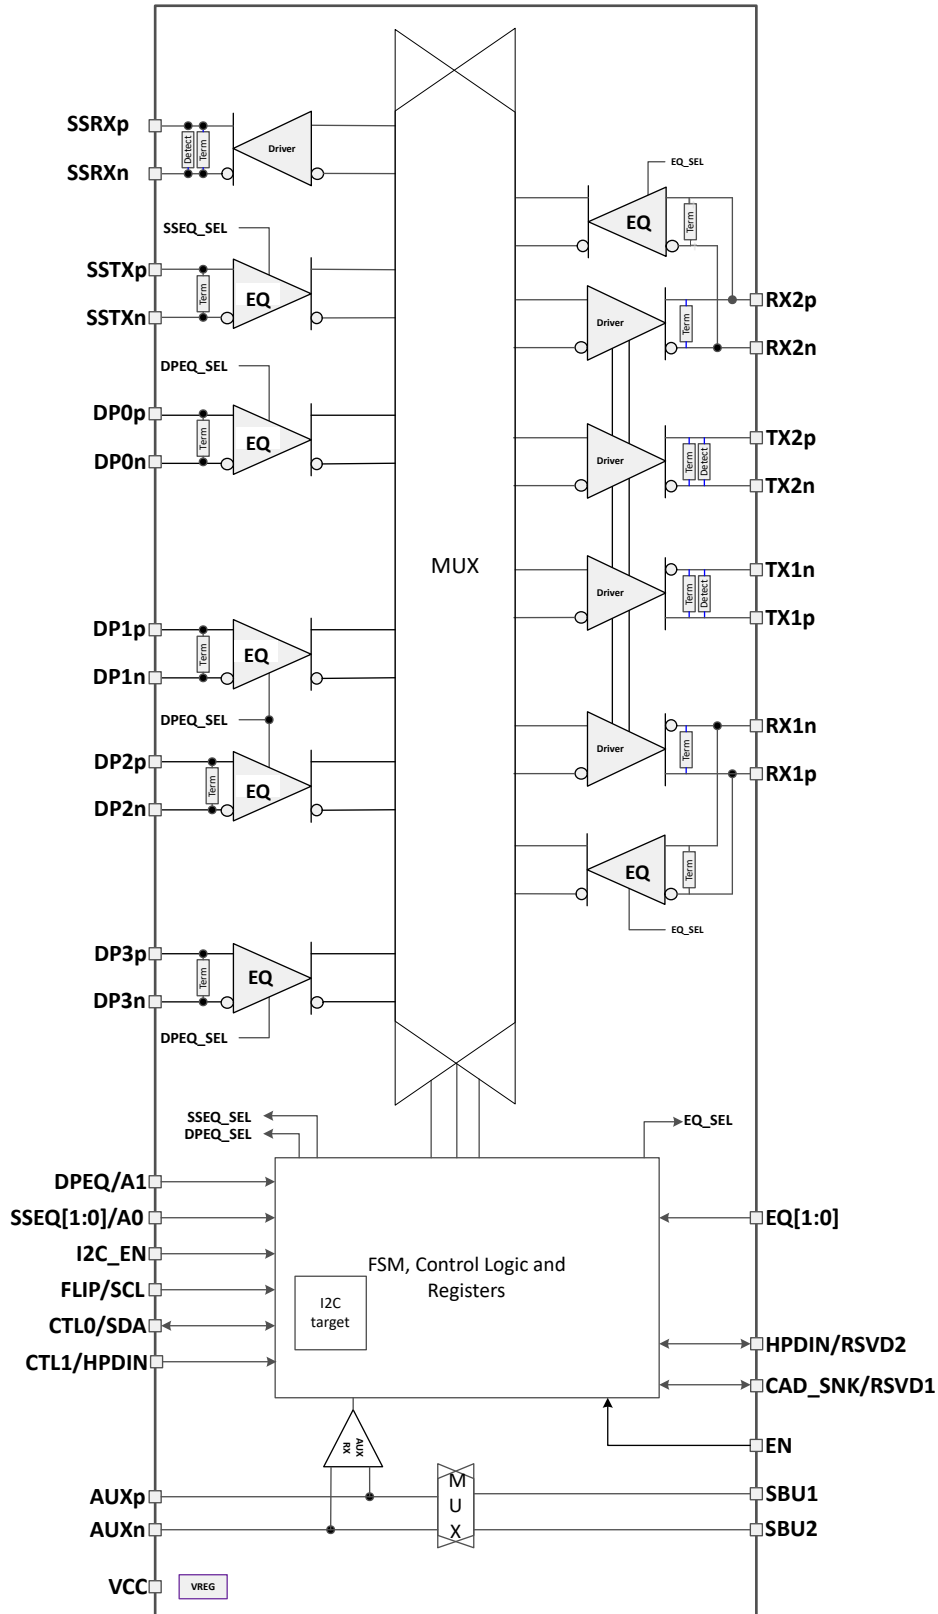 SSRXp
Detect
Term
Driver
SSRXn
EQ_SEL
EQ
Term
SSEQ_SEL
SSTXp
Term
EQ
SSTXn
RX2p
Driver
Term
RX2n
DPEQ_SEL
DP0p
Term
EQ
DP0n
TX2p
Driver
Term
Detect
TX2n
MUX
TX1n
Driver
Term
Detect
TX1p
DP1p
Term
EQ
DP1n
DPEQ_SEL
RX1n
Driver
Term
RX1p
DP2p
Term
EQ
DP2n
EQ
Term
EQ_SEL
DP3p
Term
EQ
DP3n
DPEQ_SEL
SSEQ_SEL
DPEQ_SEL
EQ_SEL
DPEQ/A1
SSEQ[1:0]/A0
EQ[1:0]
I2C_EN
FLIP/SCL
CTL0/SDA
CTL1/HPDIN
FSM, Control Logic and
Registers
I2C
target
HPDIN/RSVD2
CAD_SNK/RSVD1
EN
AUX
RX
AUXp
AUXn
M
U
X
SBU1
SBU2
VCC
VREG